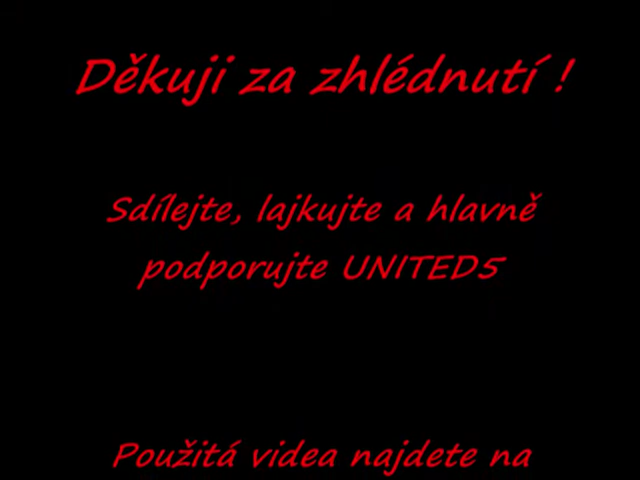 Děkuji za zhlédnutí !
Sdílejte, lajkujte a hlavně
podporujte UNITED5
Použitá videa najdete na